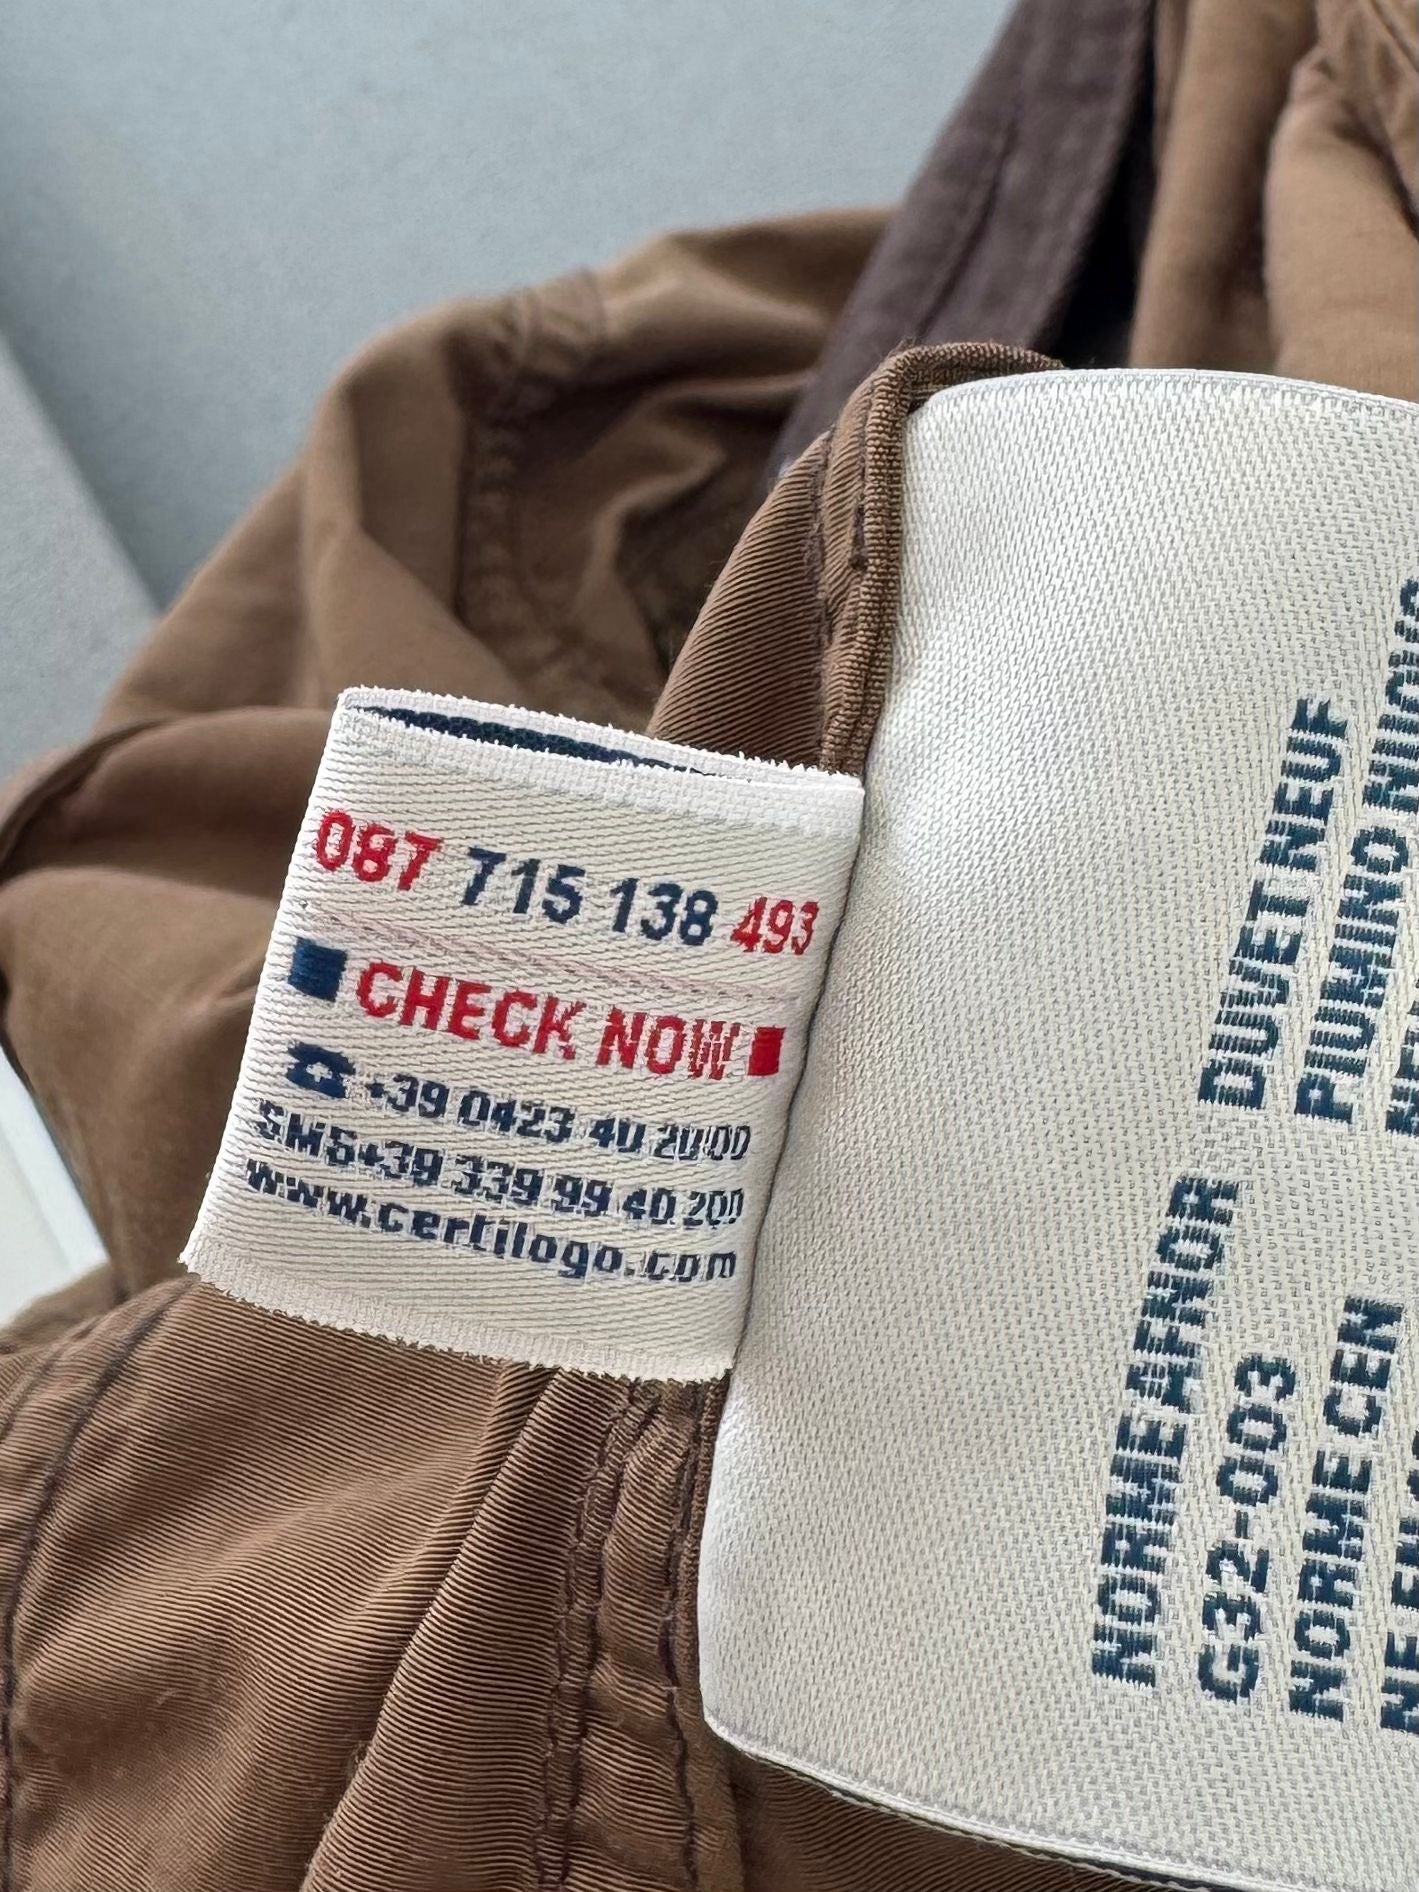 087 715 138 493
CHECK NOW
+39 0423 40 2000
SMS+39 339 99 40 200
www.certilogo.com
DUVET NEUF
PIUMINO NUOVO
NORME AFNOR
G32-003
NORME CEN